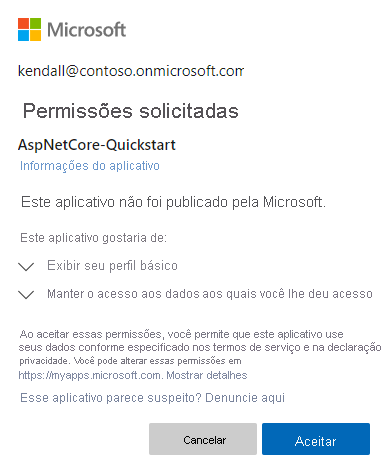 Microsoft
kendall@contoso.onmicrosoft.com
Permissões solicitadas
AspNetCore-Quickstart
Informações do aplicativo
Este aplicativo não foi publicado pela Microsoft.
Este aplicativo gostaria de:
Exibir seu perfil básico
Manter o acesso aos dados aos quais você lhe deu acesso
Ao aceitar essas permissões, você permite que este aplicativo use
seus dados conforme especificado nos termos de serviço e na declaração
privacidade. Você pode alterar essas permissões em
https://myapps.microsoft.com. Mostrar detalhes
Esse aplicativo parece suspeito? Denuncie aqui
Cancelar
Aceitar